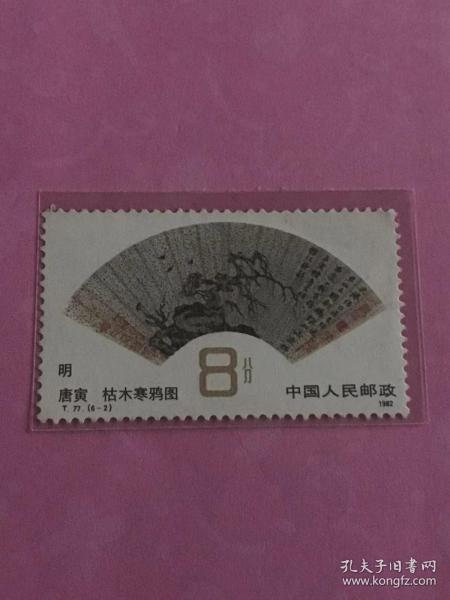 明
8分
唐寅 枯木寒鸦图
中国人民邮政
T. 77. (6-2)
1982
孔夫子旧书网
www.kongfz.com